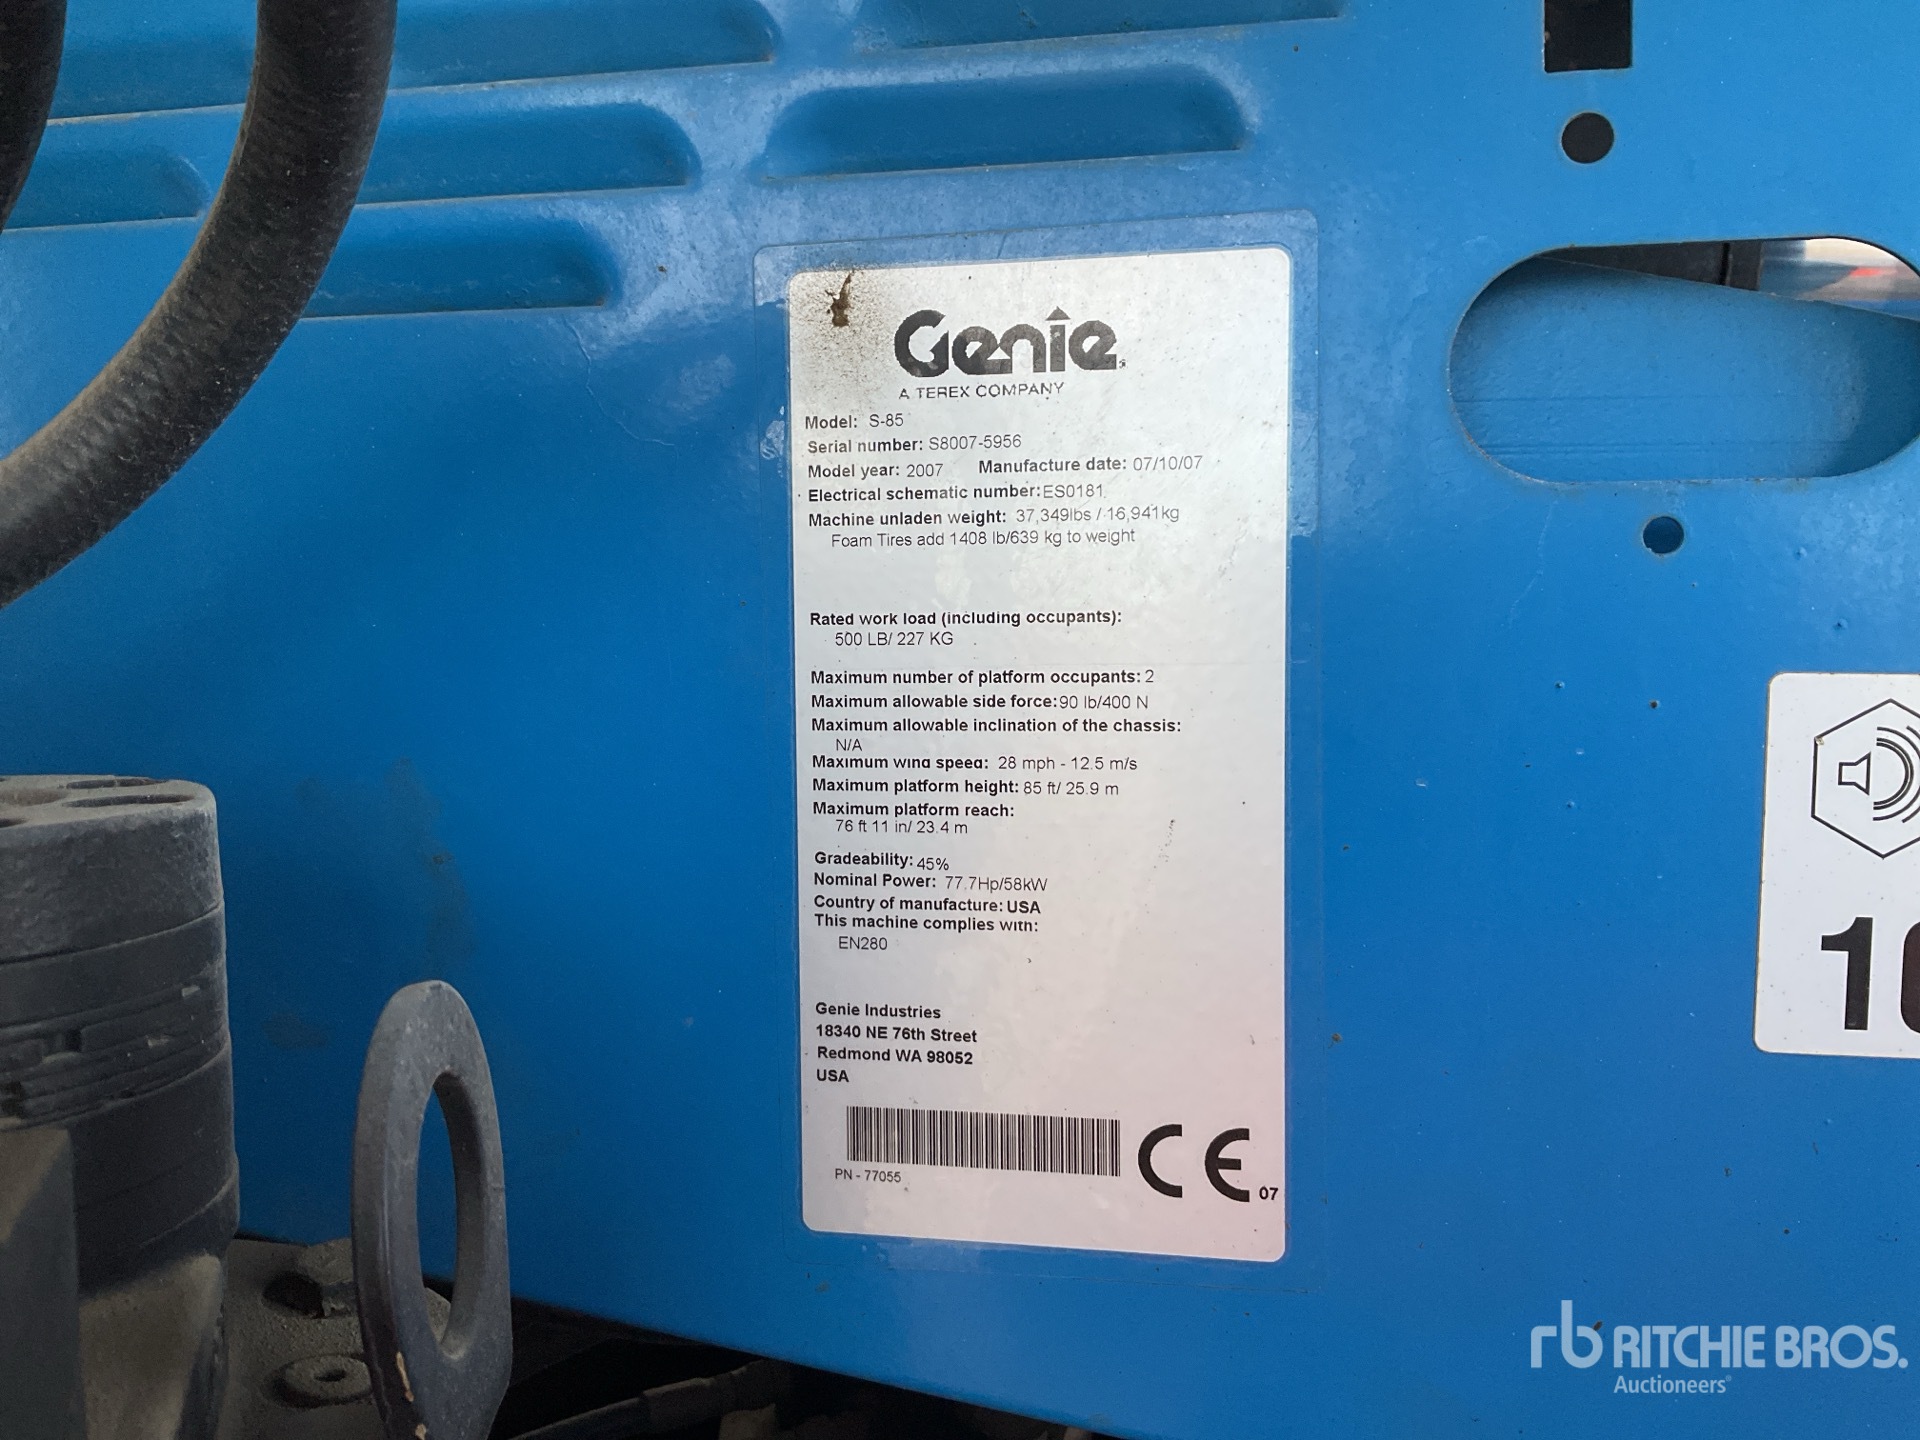 Genie
A TEREX COMPANY
Model: S-85
Serial number: S8007-5956
Model year: 2007 Manufacture date: 07/10/07
Electrical schematic number: ES0181
Machine unladen weight: 37,349lbs / 16,941kg
Foam Tires add 1408 lb/639 kg to weight
Rated work load (including occupants):
500 LB/ 227 KG
Maximum number of platform occupants: 2
Maximum allowable side force: 90 lb/400 N
Maximum allowable inclination of the chassis:
N/A
Maximum wind speed: 28 mph - 12.5 m/s
Maximum platform height: 85 ft/ 25.9 m
Maximum platform reach:
76 ft 11 in/ 23.4 m
Gradeability: 45%
Nominal Power: 77.7Hp/58kW
Country of manufacture: USA
This machine complies with:
EN280
Genie Industries
18340 NE 76th Street
Redmond WA 98052
USA
PN - 77055
CE 07
rb RITCHIE BROS.
Auctioneers